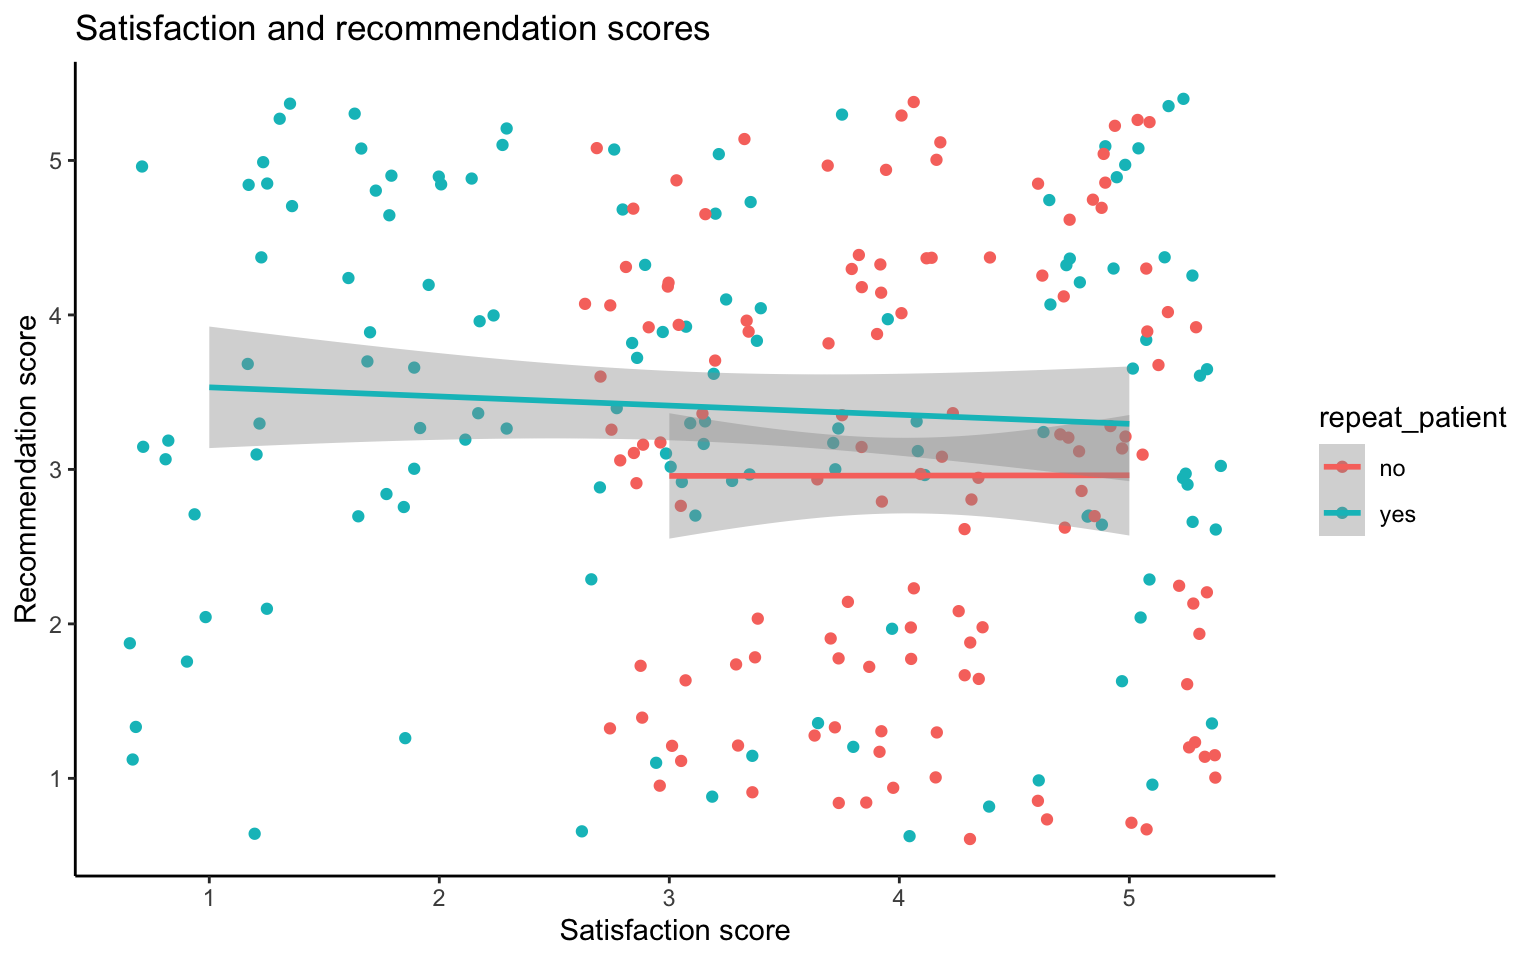 Satisfaction and recommendation scores
Recommendation score
5
4
3
2
1
1 2 3 4 5
Satisfaction score
repeat_patient
no
yes